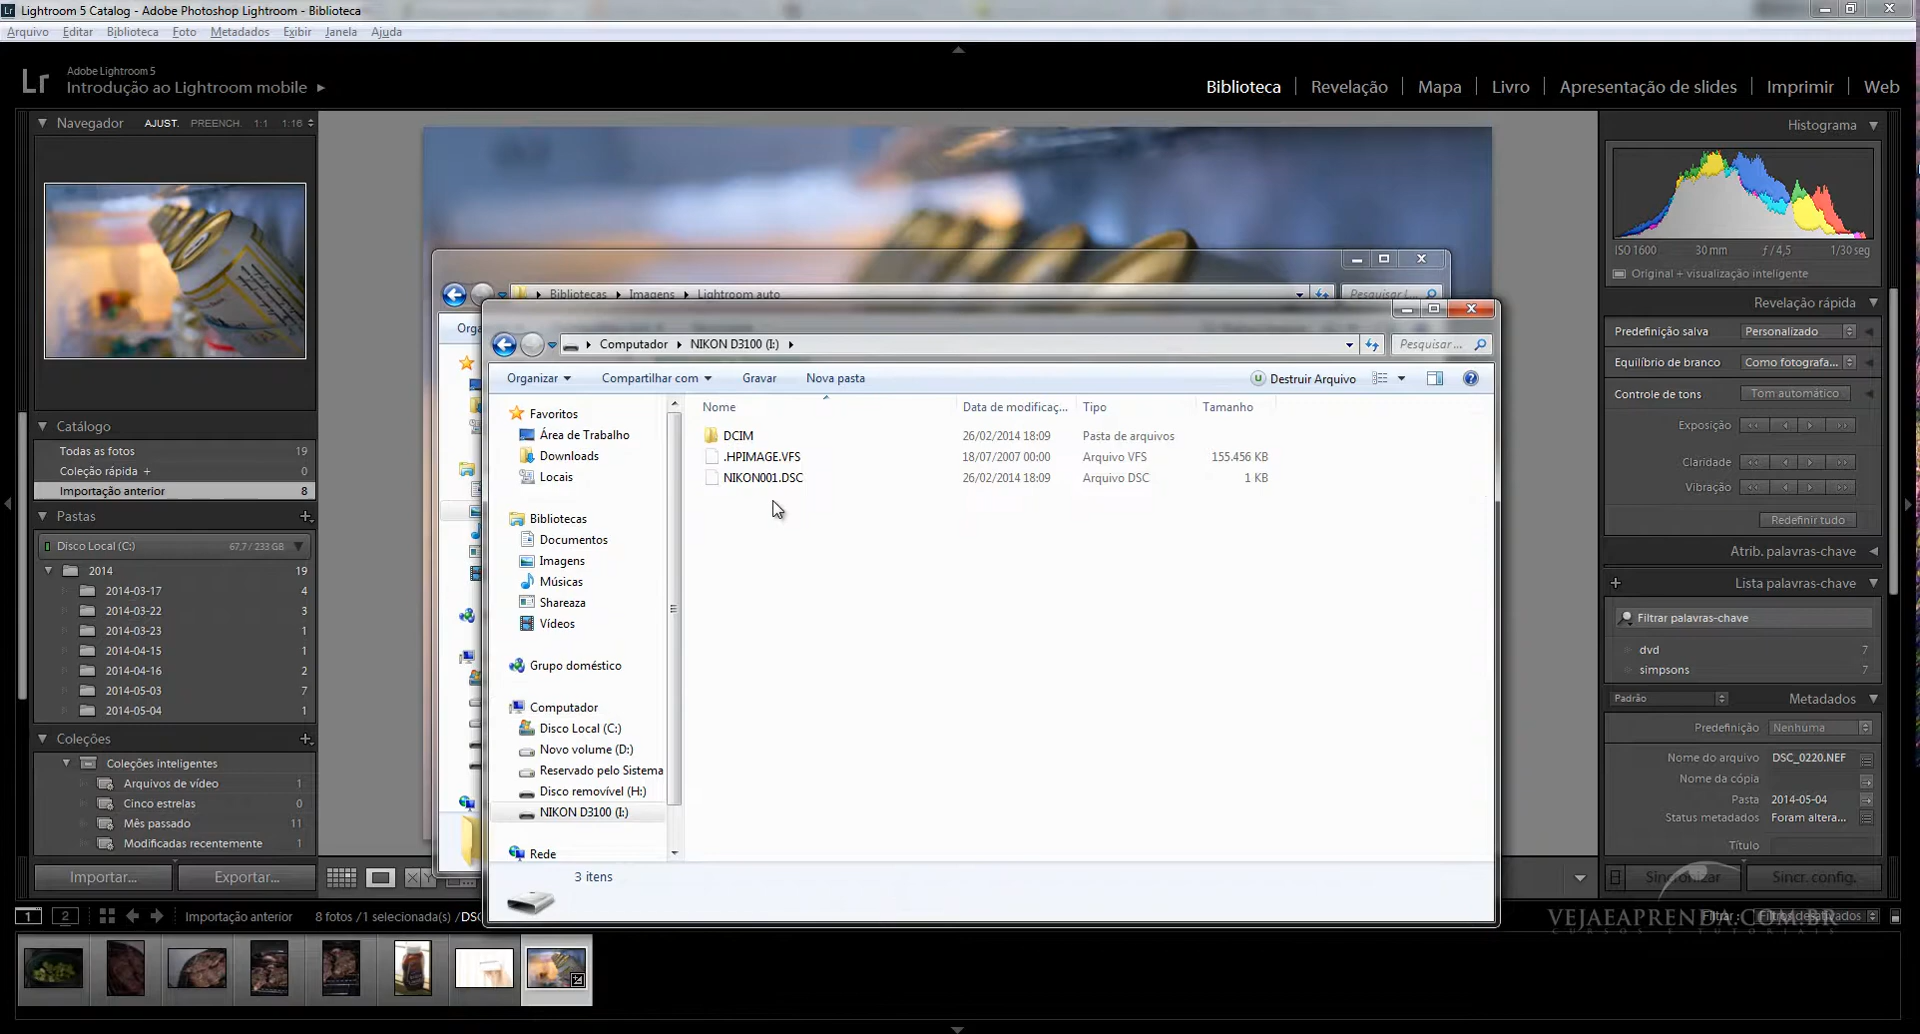 Lightroom 5 Catalog - Adobe Photoshop Lightroom - Biblioteca
Arquivo Editar Biblioteca Foto Metadados Exibir Janela Ajuda
Lr
Adobe Lightroom 5
Introdução ao Lightroom mobile
Biblioteca | Revelação | Mapa | Livro | Apresentação de slides | Imprimir | Web
Navegador AJUST. PREENCH. 1:1 1:16
Catálogo
Todas as fotos 19
Coleção rápida + 0
Importação anterior 8
Pastas +
Disco Local (C:) 67,7 / 233 GB
2014 19
2014-03-17 4
2014-03-22 3
2014-03-23 1
2014-04-15 1
2014-04-16 2
2014-05-03 7
2014-05-04 1
Coleções +
Coleções inteligentes
Arquivos de vídeo 1
Cinco estrelas 0
Mês passado 11
Modificadas recentemente 1
Importar... Exportar...
Bibliotecas Imagens Lightroom auto
Computador NIKON D3100 (I:) Pesquisar...
Organizar Compartilhar com Gravar Nova pasta Destruir Arquivo
Favoritos
Área de Trabalho
Downloads
Locais
Bibliotecas
Documentos
Imagens
Músicas
Shareaza
Vídeos
Grupo doméstico
Computador
Disco Local (C:)
Novo volume (D:)
Reservado pelo Sistema
Disco removível (H:)
NIKON D3100 (I:)
Rede
Nome Data de modificaç... Tipo Tamanho
DCIM 26/02/2014 18:09 Pasta de arquivos
.HPIMAGE.VFS 18/07/2007 00:00 Arquivo VFS 155.456 KB
NIKON001.DSC 26/02/2014 18:09 Arquivo DSC 1 KB
3 itens
Histograma
ISO 1600 30 mm ƒ / 4,5 1/30 seg
Original + visualização inteligente
Revelação rápida
Predefinição salva Personalizado
Equilíbrio de branco Como fotografa...
Controle de tons Tom automático
Exposição
Claridade
Vibração
Redefinir tudo
Atrib. palavras-chave
+ Lista palavras-chave
Filtrar palavras-chave
dvd 7
simpsons 7
Padrão Metadados
Predefinição Nenhuma
Nome do arquivo DSC_0220.NEF
Nome da cópia
Pasta 2014-05-04
Status metadados Foram altera...
Título
Sincronizar Sincr. config.
1 2 Importação anterior 8 fotos /1 selecionada(s) /DSC
Filtrar : Filtros desativados
VEJAEAPRENDA.COM.BR
CURSOS E TUTORIAIS